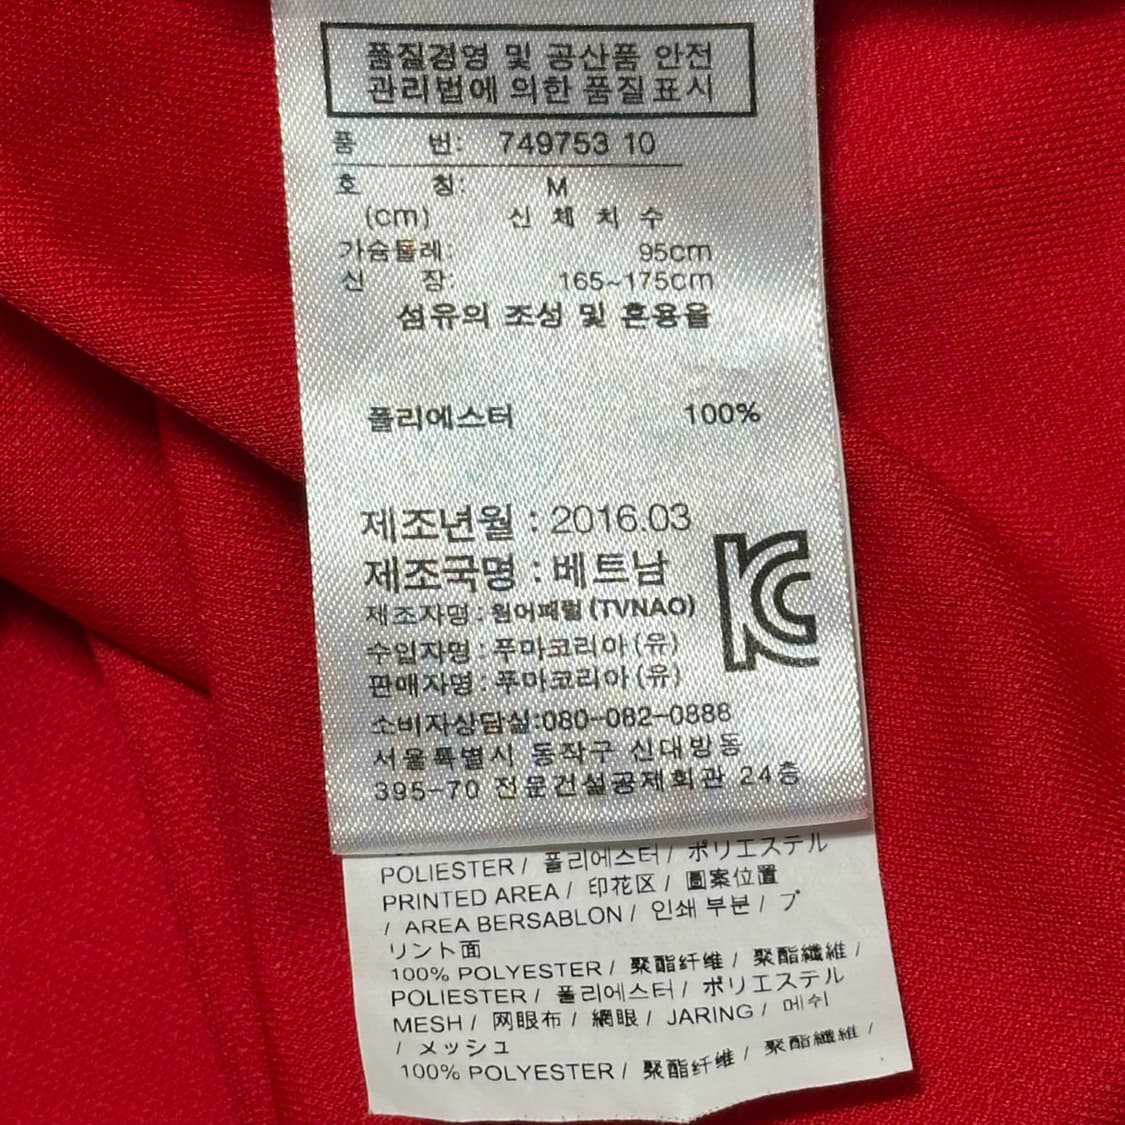 품질경영 및 공산품 안전
관리법에 의한 품질표시
품 번: 749753 10
호 칭: M
(cm) 신 체 치 수
가슴둘레: 95cm
신 장: 165~175cm
섬유의 조성 및 혼용율
폴리에스터 100%
제조년월 : 2016.03
제조국명 : 베트남
제조자명 : 원어패럴(TVNAO)
수입자명 : 푸마코리아(유)
판매자명 : 푸마코리아(유)
소비자상담실:080-082-0888
서울특별시 동작구 신대방동
395-70 전문건설공제회관 24층
POLIESTER / 폴리에스터 / ポリエステル
PRINTED AREA / 印花区 / 圖案位置
/ AREA BERSABLON / 인쇄 부분 / プ
リント面
100% POLYESTER / 聚酯纤维 / 聚酯纖維 /
POLIESTER / 폴리에스터 / ポリエステル
MESH / 网眼布 / 網眼 / JARING / 메쉬
/ メッシュ
100% POLYESTER / 聚酯纤维 / 聚酯纖維 /